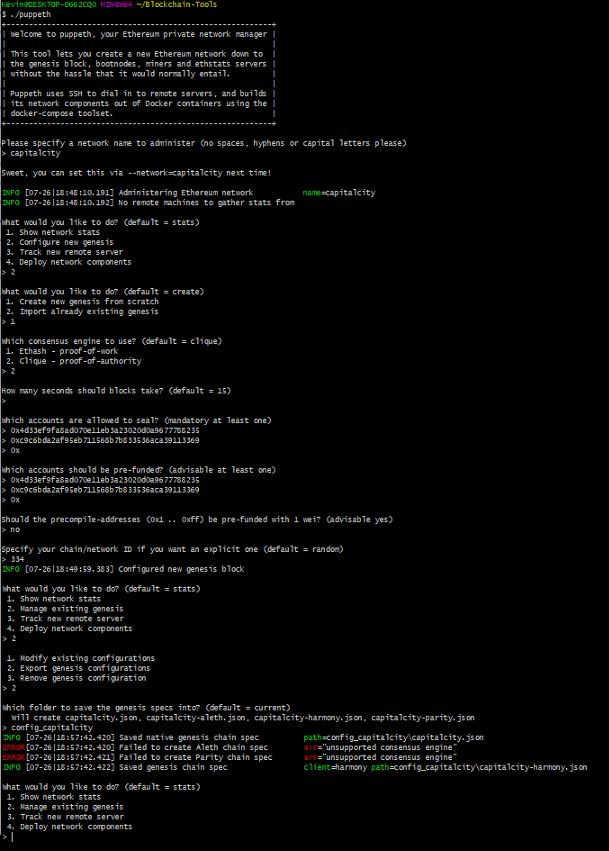 Kevin@DESKTOP-O66ZCQO MINGW64 ~/Blockchain-Tools
$ ./puppeth
+-----------------------------------------------------------+
| Welcome to puppeth, your Ethereum private network manager |
|                                                           |
| This tool lets you create a new Ethereum network down to  |
| the genesis block, bootnodes, miners and ethstats servers |
| without the hassle that it would normally entail.         |
|                                                           |
| Puppeth uses SSH to dial in to remote servers, and builds |
| its network components out of Docker containers using the |
| docker-compose toolset.                                   |
+-----------------------------------------------------------+
Please specify a network name to administer (no spaces, hyphens or capital letters please)
> capitalcity
Sweet, you can set this via --network=capitalcity next time!
INFO [07-26|18:48:10.191] Administering Ethereum network           name=capitalcity
INFO [07-26|18:48:10.192] No remote machines to gather stats from
What would you like to do? (default = stats)
 1. Show network stats
 2. Configure new genesis
 3. Track new remote server
 4. Deploy network components
> 2
What would you like to do? (default = create)
 1. Create new genesis from scratch
 2. Import already existing genesis
> 1
Which consensus engine to use? (default = clique)
 1. Ethash - proof-of-work
 2. Clique - proof-of-authority
> 2
How many seconds should blocks take? (default = 15)
>
Which accounts are allowed to seal? (mandatory at least one)
> 0x4d33ef9fa8ad070e11eb3a23020d0a9677788235
> 0xc9c6bda2af95eb711568b7b833536aca39113369
> 0x
Which accounts should be pre-funded? (advisable at least one)
> 0x4d33ef9fa8ad070e11eb3a23020d0a9677788235
> 0xc9c6bda2af95eb711568b7b833536aca39113369
> 0x
Should the precompile-addresses (0x1 .. 0xff) be pre-funded with 1 wei? (advisable yes)
> no
Specify your chain/network ID if you want an explicit one (default = random)
> 334
INFO [07-26|18:49:59.383] Configured new genesis block
What would you like to do? (default = stats)
 1. Show network stats
 2. Manage existing genesis
 3. Track new remote server
 4. Deploy network components
> 2
 1. Modify existing configurations
 2. Export genesis configurations
 3. Remove genesis configuration
> 2
Which folder to save the genesis specs into? (default = current)
  Will create capitalcity.json, capitalcity-aleth.json, capitalcity-harmony.json, capitalcity-parity.json
> config_capitalcity
INFO [07-26|18:57:42.420] Saved native genesis chain spec          path=config_capitalcity\capitalcity.json
ERROR[07-26|18:57:42.420] Failed to create Aleth chain spec        err="unsupported consensus engine"
ERROR[07-26|18:57:42.421] Failed to create Parity chain spec       err="unsupported consensus engine"
INFO [07-26|18:57:42.422] Saved genesis chain spec                 client=harmony path=config_capitalcity\capitalcity-harmony.json
What would you like to do? (default = stats)
 1. Show network stats
 2. Manage existing genesis
 3. Track new remote server
 4. Deploy network components
>